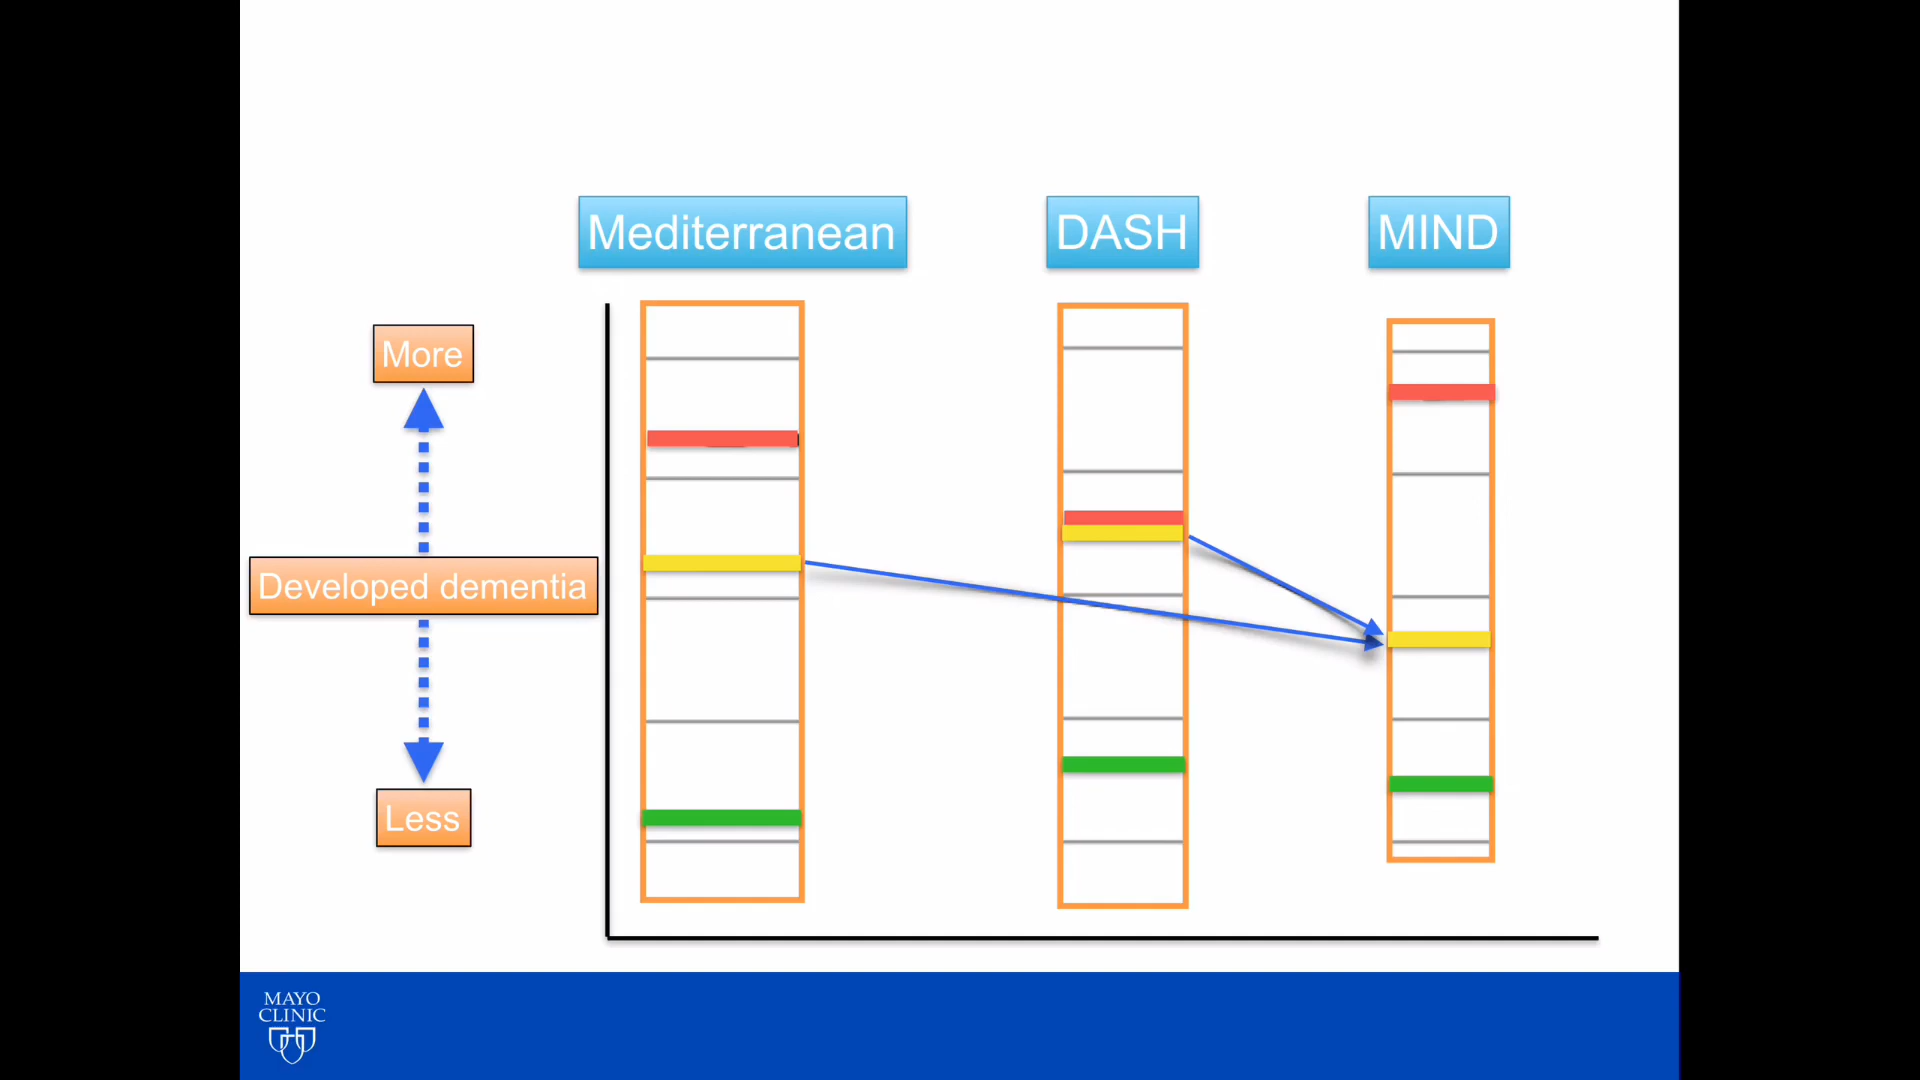 Mediterranean
DASH
MIND
More
Developed dementia
Less
MAYO
CLINIC